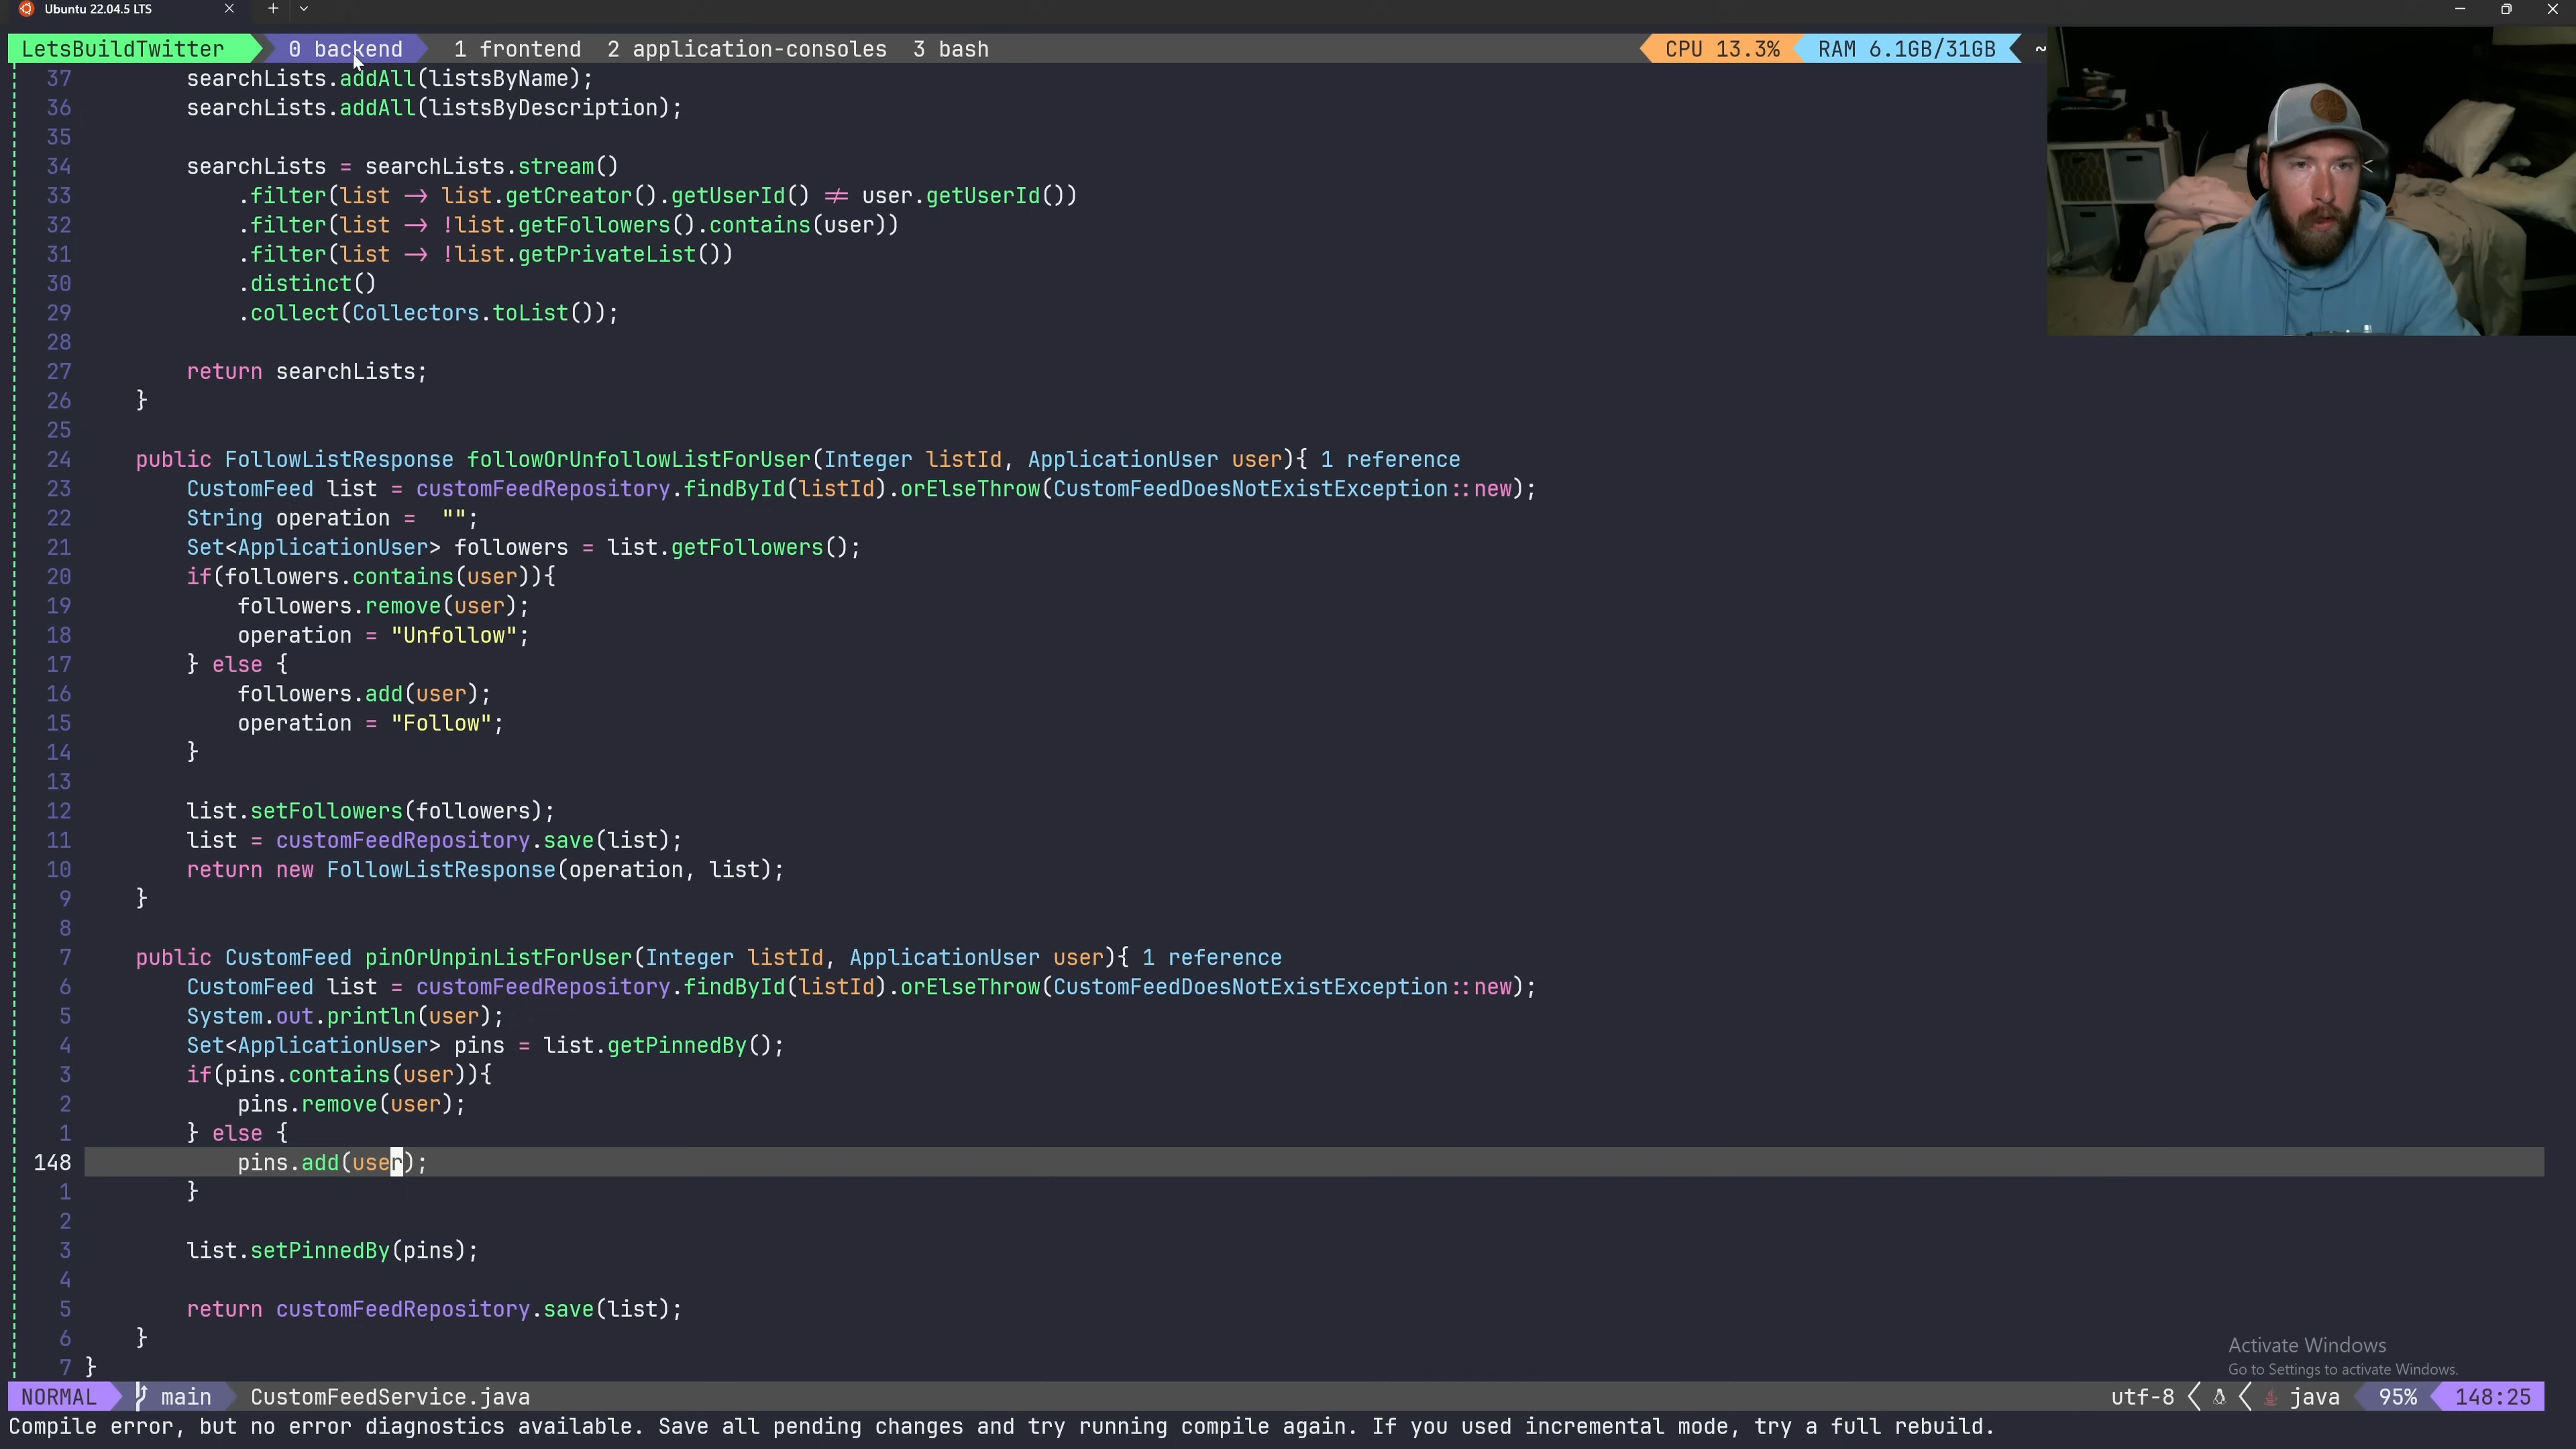 Ubuntu 22.04.5 LTS
LetsBuildTwitter 0 backend 1 frontend 2 application-consoles 3 bash CPU 13.3% RAM 6.1GB/31GB ~
37 searchLists.addAll(listsByName);
36 searchLists.addAll(listsByDescription);
35
34 searchLists = searchLists.stream()
33 .filter(list → list.getCreator().getUserId() ≠ user.getUserId())
32 .filter(list → !list.getFollowers().contains(user))
31 .filter(list → !list.getPrivateList())
30 .distinct()
29 .collect(Collectors.toList());
28
27 return searchLists;
26 }
25
24 public FollowListResponse followOrUnfollowListForUser(Integer listId, ApplicationUser user){ 1 reference
23 CustomFeed list = customFeedRepository.findById(listId).orElseThrow(CustomFeedDoesNotExistException::new);
22 String operation = "";
21 Set<ApplicationUser> followers = list.getFollowers();
20 if(followers.contains(user)){
19 followers.remove(user);
18 operation = "Unfollow";
17 } else {
16 followers.add(user);
15 operation = "Follow";
14 }
13
12 list.setFollowers(followers);
11 list = customFeedRepository.save(list);
10 return new FollowListResponse(operation, list);
9 }
8
7 public CustomFeed pinOrUnpinListForUser(Integer listId, ApplicationUser user){ 1 reference
6 CustomFeed list = customFeedRepository.findById(listId).orElseThrow(CustomFeedDoesNotExistException::new);
5 System.out.println(user);
4 Set<ApplicationUser> pins = list.getPinnedBy();
3 if(pins.contains(user)){
2 pins.remove(user);
1 } else {
148 pins.add(user);
1 }
2
3 list.setPinnedBy(pins);
4
5 return customFeedRepository.save(list);
6 }
7 }
Activate Windows
Go to Settings to activate Windows.
NORMAL main CustomFeedService.java utf-8 java 95% 148:25
Compile error, but no error diagnostics available. Save all pending changes and try running compile again. If you used incremental mode, try a full rebuild.